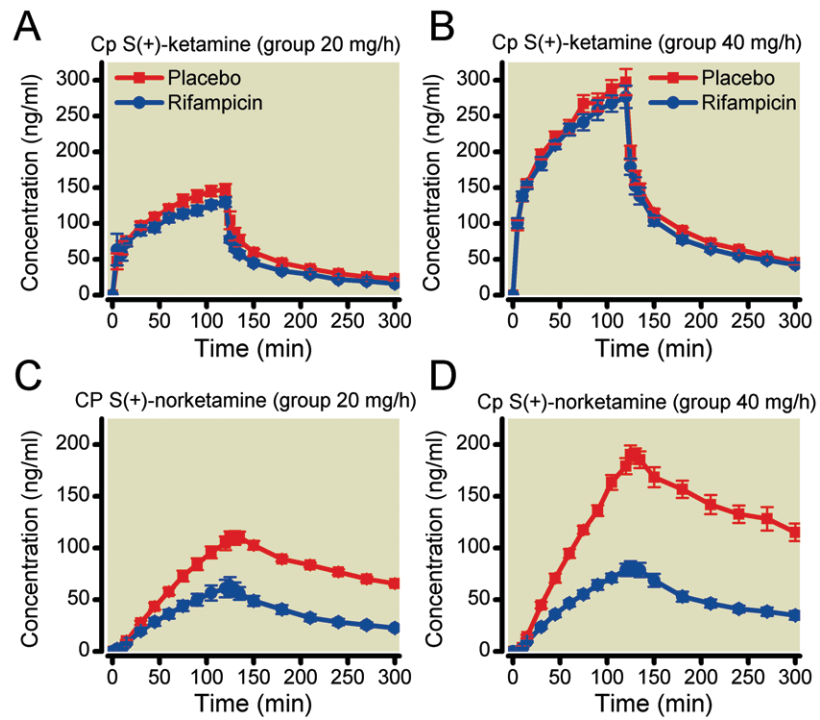 A
Cp S(+)-ketamine (group 20 mg/h)
Placebo
Rifampicin
Concentration (ng/ml)
300
250
200
150
100
50
0
0 50 100 150 200 250 300
Time (min)
B
Cp S(+)-ketamine (group 40 mg/h)
Placebo
Rifampicin
Concentration (ng/ml)
300
250
200
150
100
50
0
0 50 100 150 200 250 300
Time (min)
C
CP S(+)-norketamine (group 20 mg/h)
Concentration (ng/ml)
200
150
100
50
0
0 50 100 150 200 250 300
Time (min)
D
Cp S(+)-norketamine (group 40 mg/h)
Concentration (ng/ml)
200
150
100
50
0
0 50 100 150 200 250 300
Time (min)